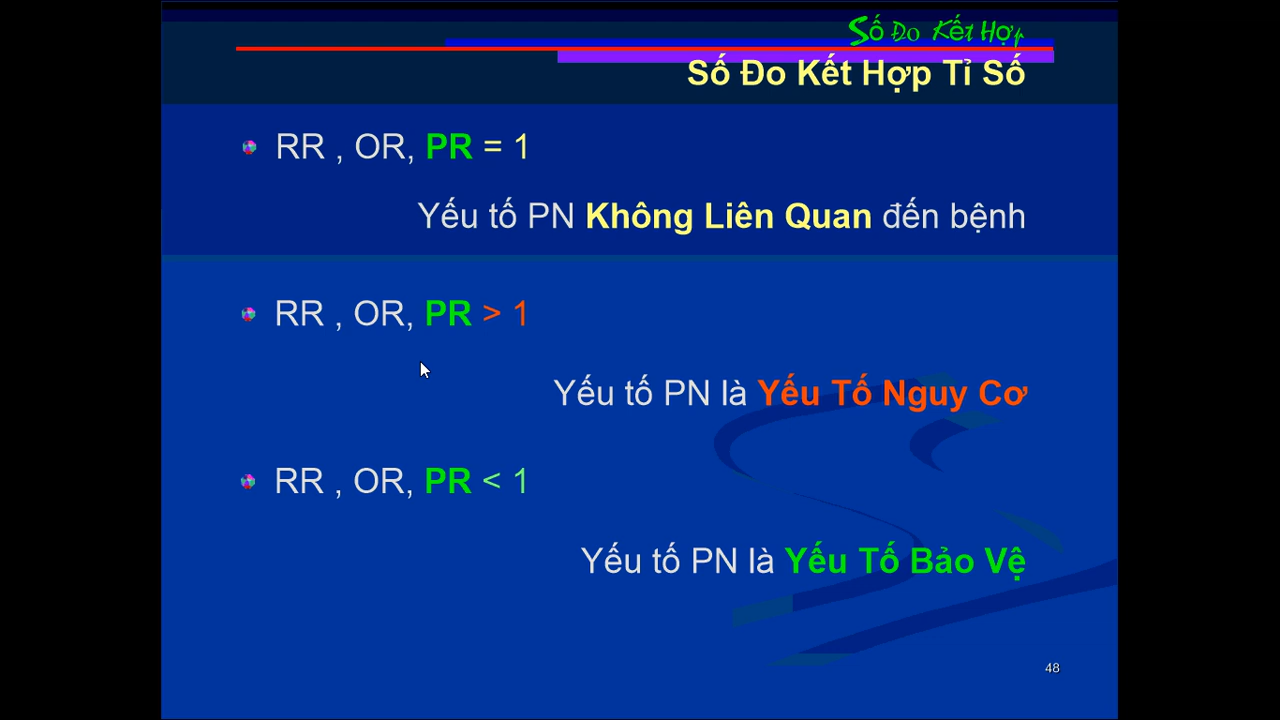 Số Đo Kết Hợp
Số Đo Kết Hợp Tỉ Số
RR , OR, PR = 1
Yếu tố PN Không Liên Quan đến bệnh
RR , OR, PR > 1
Yếu tố PN là Yếu Tố Nguy Cơ
RR , OR, PR < 1
Yếu tố PN là Yếu Tố Bảo Vệ
48